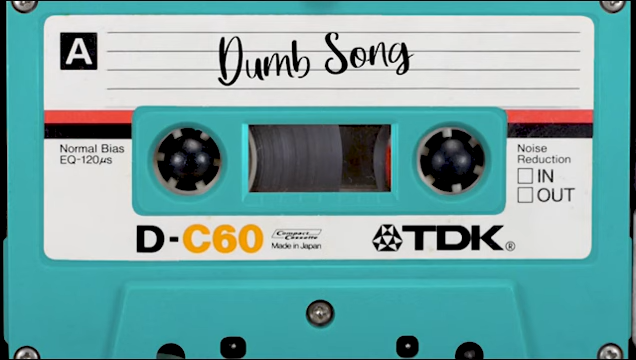 A
Dumb Song
Normal Bias
EQ-120µs
Noise
Reduction
IN
OUT
D-C60
Compact
Cassette
Made in Japan
TDK®